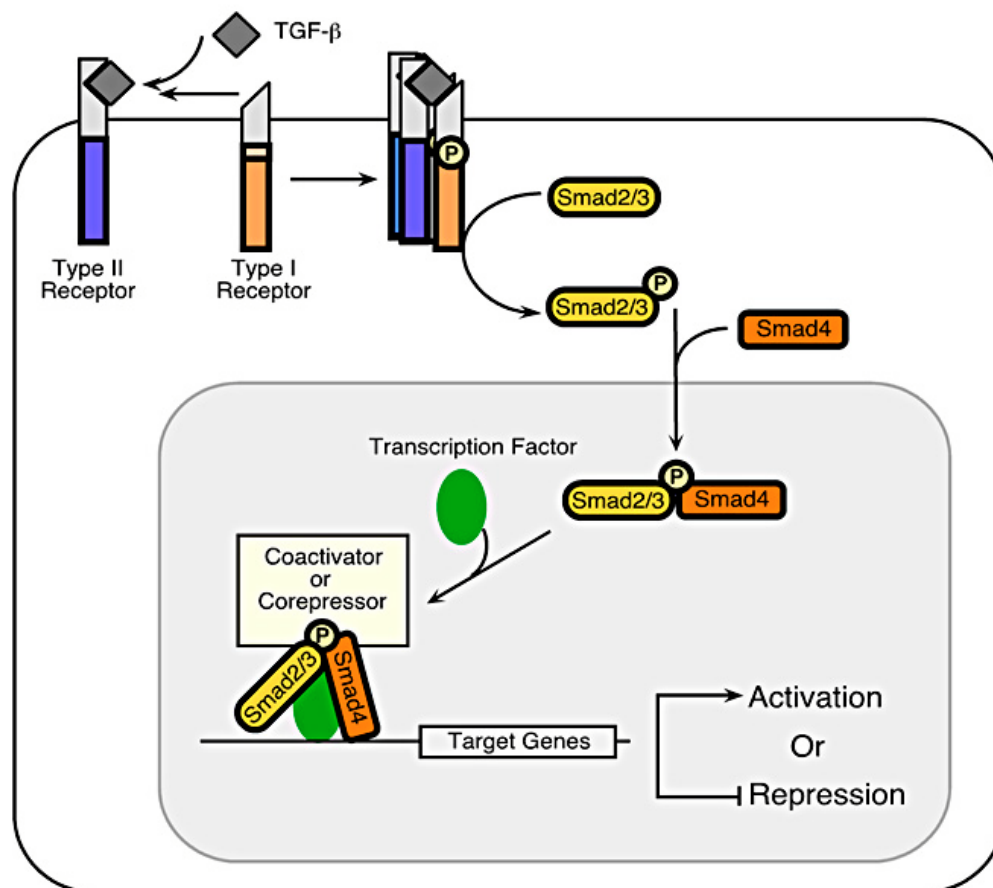 TGF-β
P
Smad2/3
Type II
Receptor
Type I
Receptor
P
Smad2/3
Smad4
Transcription Factor
P
Smad2/3
Smad4
Coactivator
or
Corepressor
P
Smad2/3
Smad4
Target Genes
Activation
Or
Repression